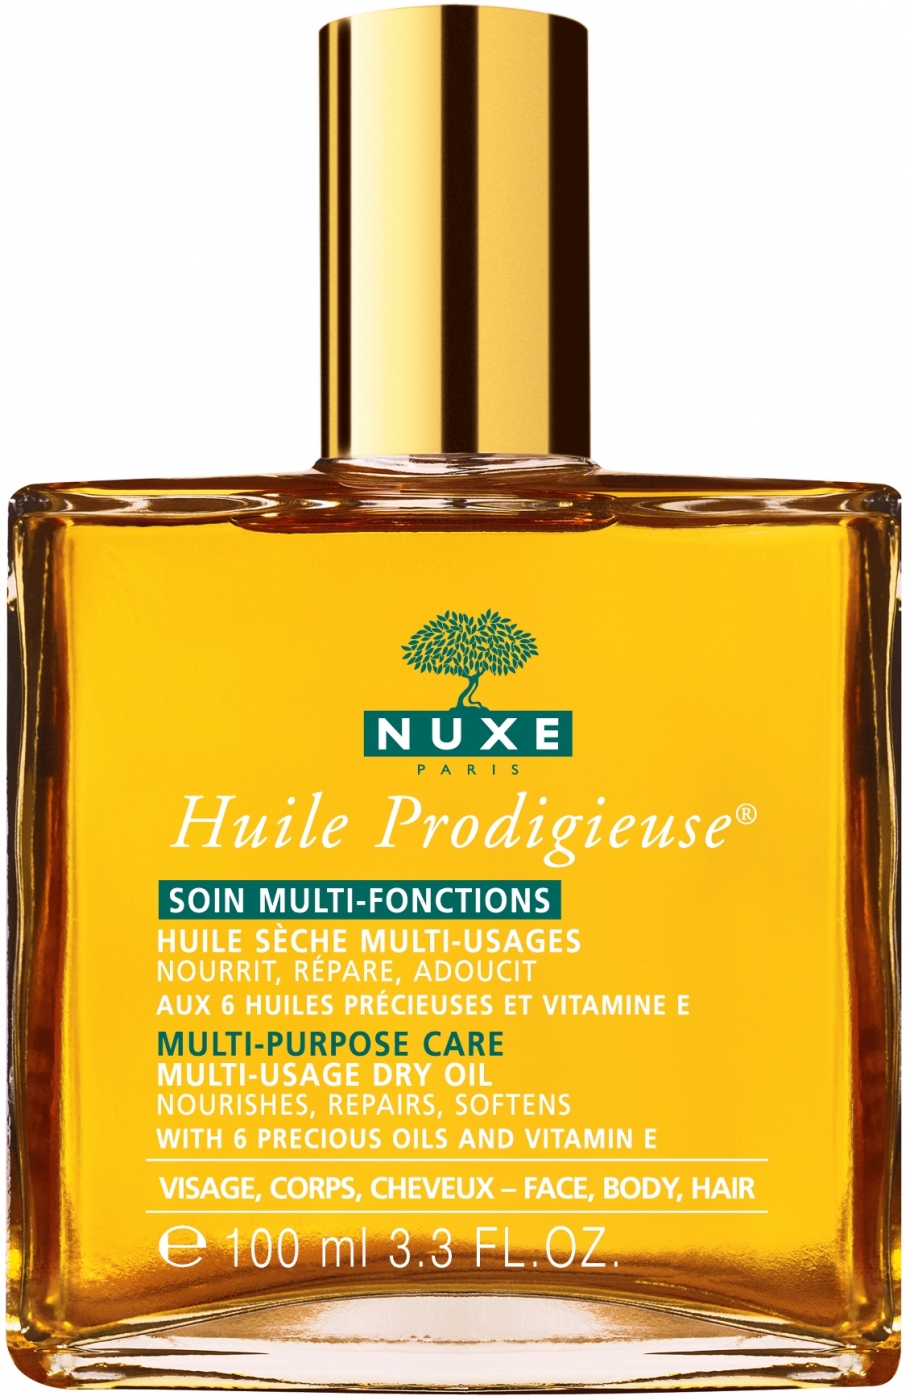 NUXE
PARIS
Huile Prodigieuse®
SOIN MULTI-FONCTIONS
HUILE SÈCHE MULTI-USAGES
NOURRIT, RÉPARE, ADOUCIT
AUX 6 HUILES PRÉCIEUSES ET VITAMINE E
MULTI-PURPOSE CARE
MULTI-USAGE DRY OIL
NOURISHES, REPAIRS, SOFTENS
WITH 6 PRECIOUS OILS AND VITAMIN E
VISAGE, CORPS, CHEVEUX – FACE, BODY, HAIR
℮ 100 ml 3.3 FL.OZ.